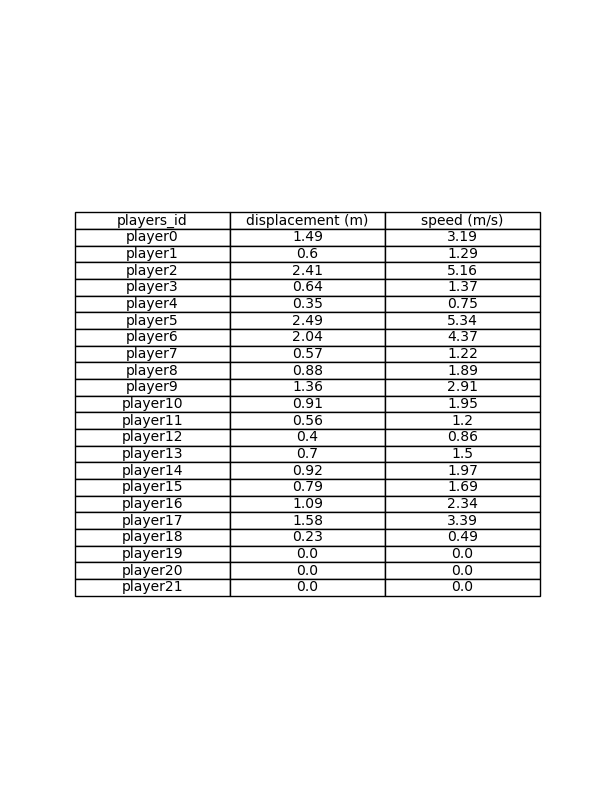 players_id displacement (m) speed (m/s)
player0 1.49 3.19
player1 0.6 1.29
player2 2.41 5.16
player3 0.64 1.37
player4 0.35 0.75
player5 2.49 5.34
player6 2.04 4.37
player7 0.57 1.22
player8 0.88 1.89
player9 1.36 2.91
player10 0.91 1.95
player11 0.56 1.2
player12 0.4 0.86
player13 0.7 1.5
player14 0.92 1.97
player15 0.79 1.69
player16 1.09 2.34
player17 1.58 3.39
player18 0.23 0.49
player19 0.0 0.0
player20 0.0 0.0
player21 0.0 0.0